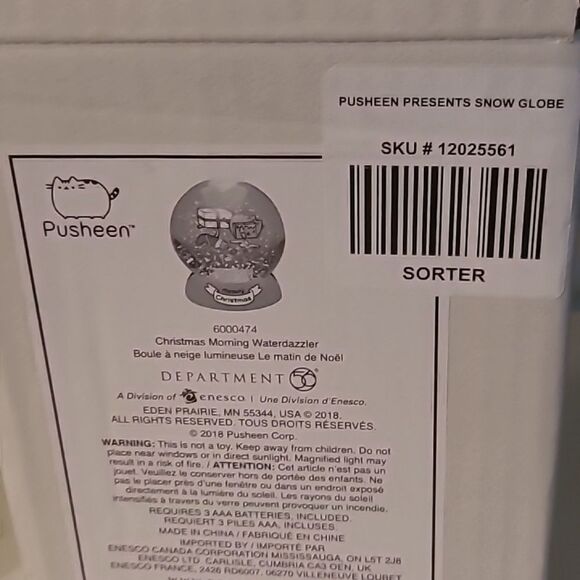 PUSHEEN PRESENTS SNOW GLOBE
SKU # 12025561
SORTER
Pusheen™
Christmas
6000474
Christmas Morning Waterdazzler
Boule à neige lumineuse Le matin de Noël
DEPARTMENT 56®
A Division of enesco | Une Division d'Enesco.
EDEN PRAIRIE, MN 55344, USA © 2018.
ALL RIGHTS RESERVED. TOUS DROITS RÉSERVÉS.
© 2018 Pusheen Corp.
WARNING: This is not a toy. Keep away from children. Do not
place near windows or in direct sunlight. Magnified light may
result in a risk of fire. / ATTENTION: Cet article n'est pas un
jouet. Veuillez le conserver hors de portée des enfants. Ne
pas le placer près d'une fenêtre ou dans un endroit exposé
directement à la lumière du soleil. Les rayons du soleil
intensifiés à travers du verre peuvent provoquer un incendie.
REQUIRES 3 AAA BATTERIES, INCLUDED.
REQUIERT 3 PILES AAA, INCLUSES.
MADE IN CHINA / FABRIQUÉ EN CHINE
IMPORTED BY / IMPORTÉ PAR
ENESCO CANADA CORPORATION MISSISSAUGA, ON L5T 2J8
ENESCO LTD. CARLISLE, CUMBRIA CA3 0EN, UK
ENESCO FRANCE, 2426 RD6007, 06270 VILLENEUVE LOUBET